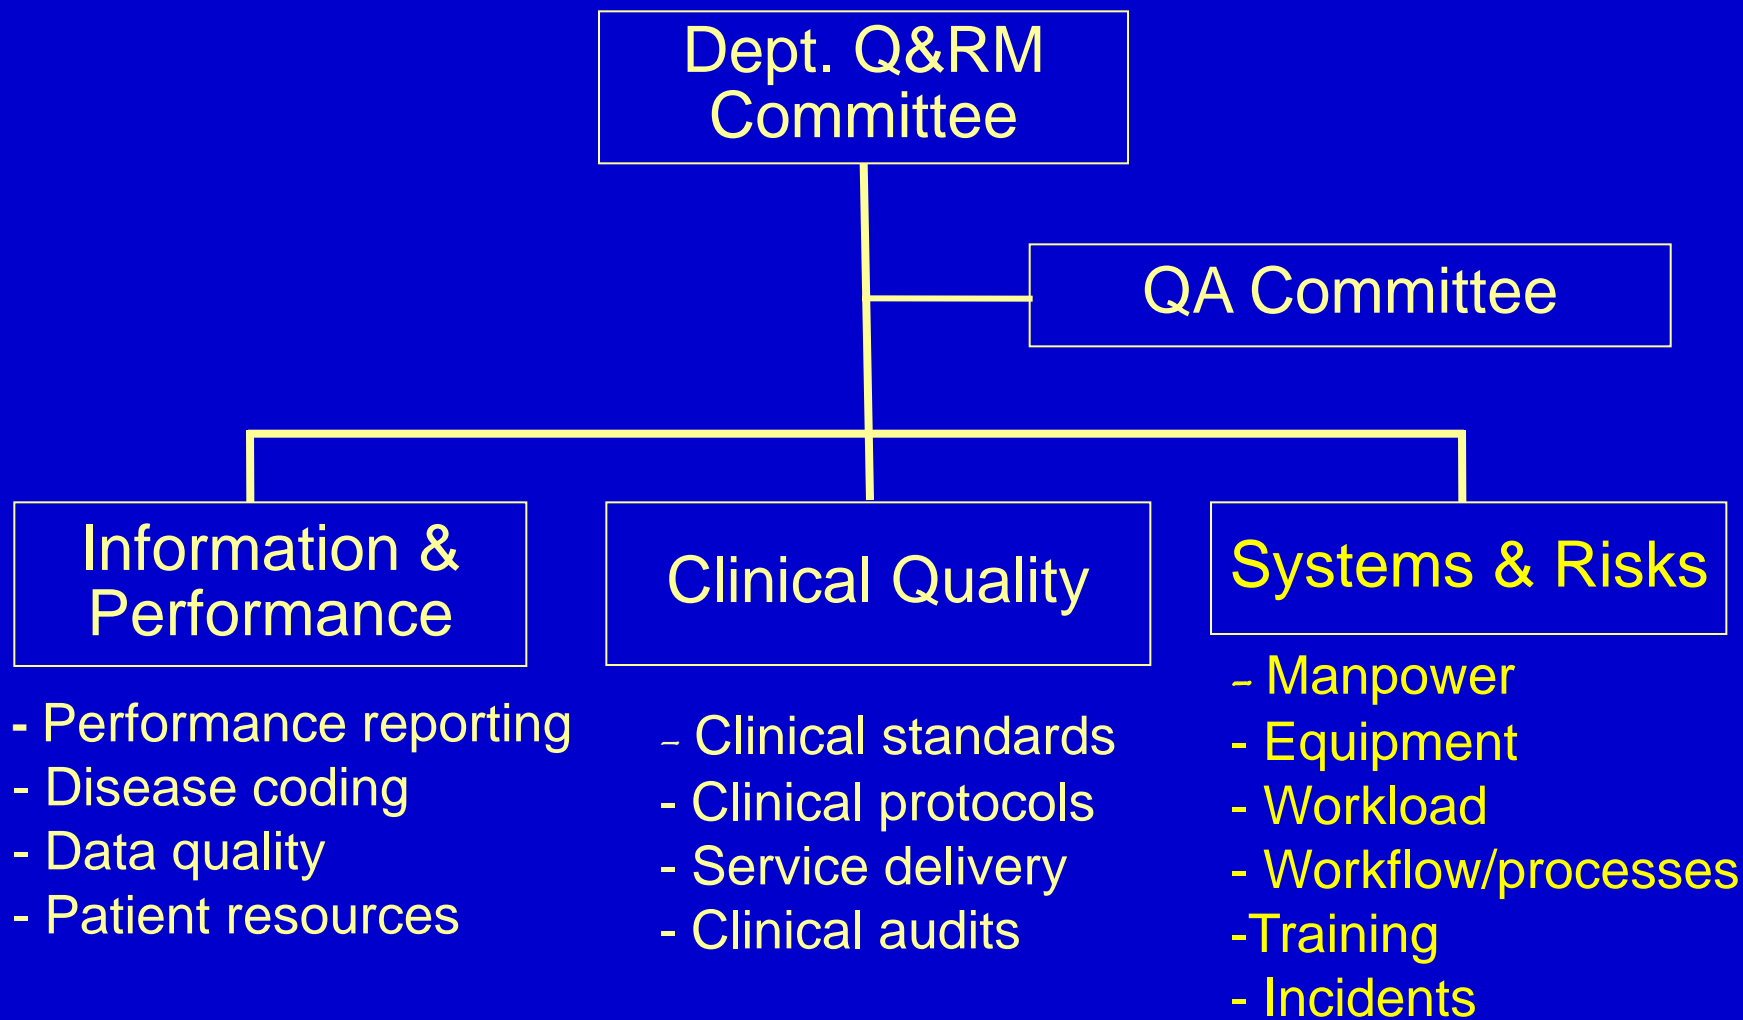 Dept. Q&RM
Committee
QA Committee
Information &
Performance
- Performance reporting
- Disease coding
- Data quality
- Patient resources
Clinical Quality
- Clinical standards
- Clinical protocols
- Service delivery
- Clinical audits
Systems & Risks
- Manpower
- Equipment
- Workload
- Workflow/processes
-Training
- Incidents